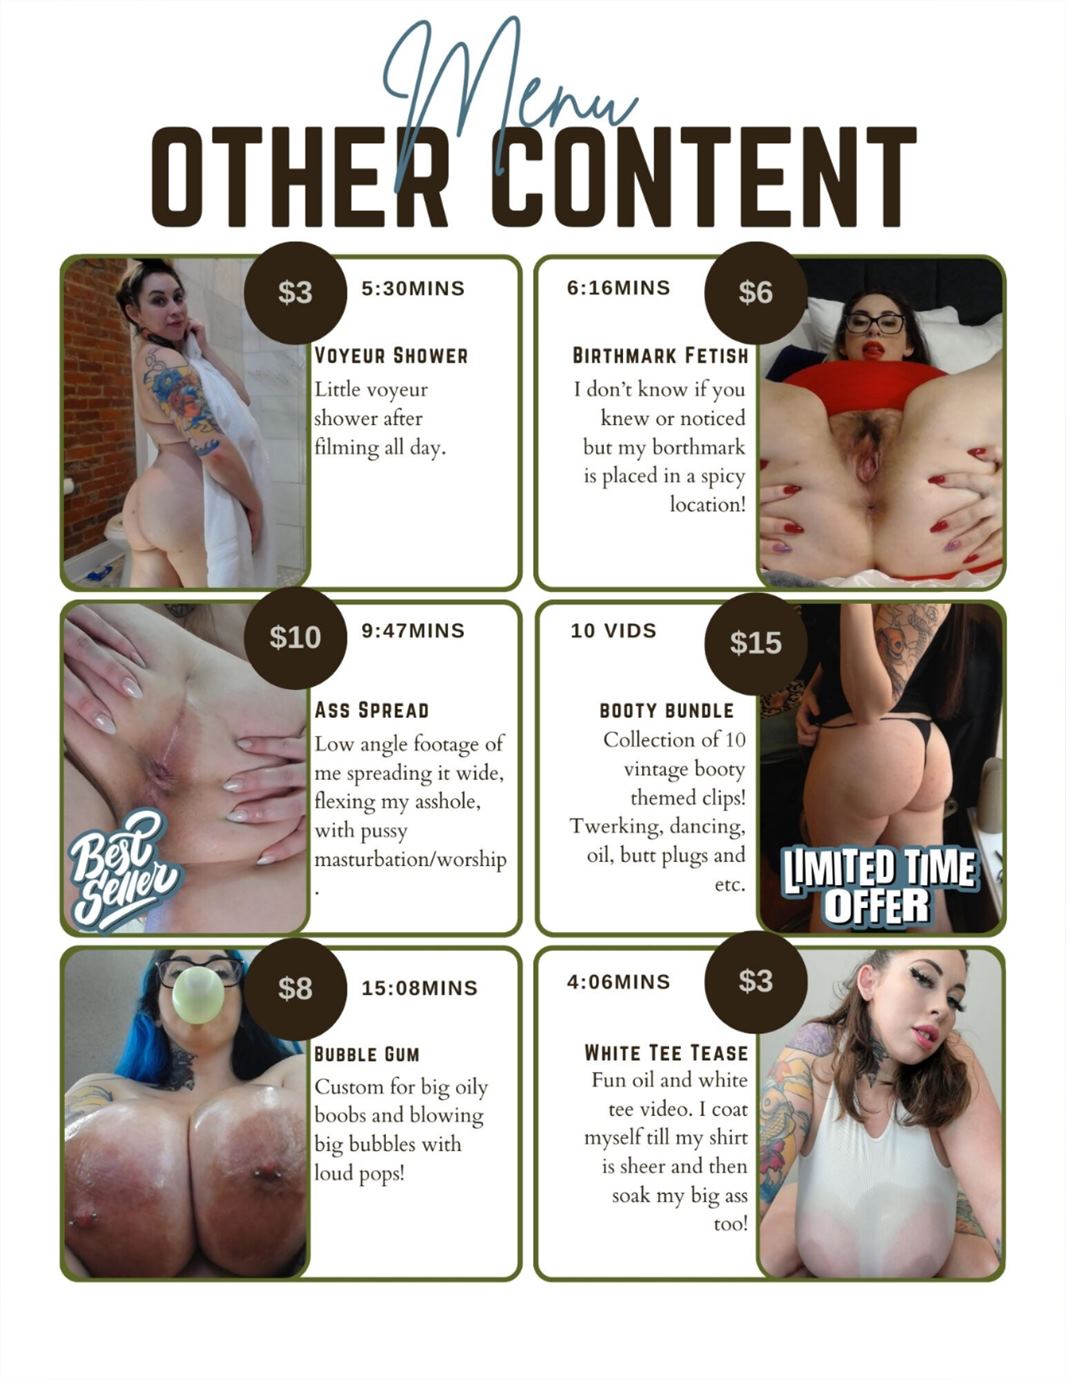 Menu
OTHER CONTENT
$3
5:30MINS
VOYEUR SHOWER
Little voyeur
shower after
filming all day.
6:16MINS
$6
BIRTHMARK FETISH
I don't know if you
knew or noticed
but my borthmark
is placed in a spicy
location!
$10
9:47MINS
ASS SPREAD
Low angle footage of
me spreading it wide,
flexing my asshole,
with pussy
masturbation/worship
.
Best
Seller
10 VIDS
$15
BOOTY BUNDLE
Collection of 10
vintage booty
themed clips!
Twerking, dancing,
oil, butt plugs and
etc.
LIMITED TIME
OFFER
$8
15:08MINS
BUBBLE GUM
Custom for big oily
boobs and blowing
big bubbles with
loud pops!
4:06MINS
$3
WHITE TEE TEASE
Fun oil and white
tee video. I coat
myself till my shirt
is sheer and then
soak my big ass
too!